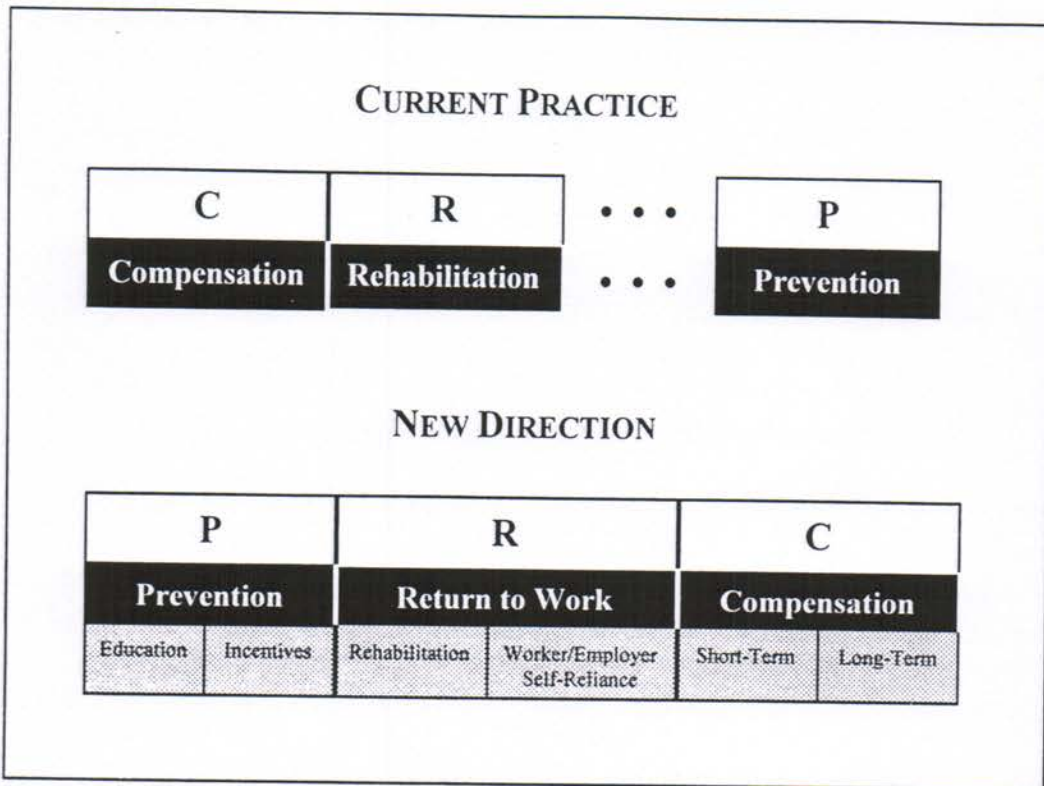 CURRENT PRACTICE
C R • • • P
Compensation Rehabilitation • • • Prevention
NEW DIRECTION
P R C
Prevention Return to Work Compensation
Education Incentives Rehabilitation Worker/Employer Short-Term Long-Term
Self-Reliance